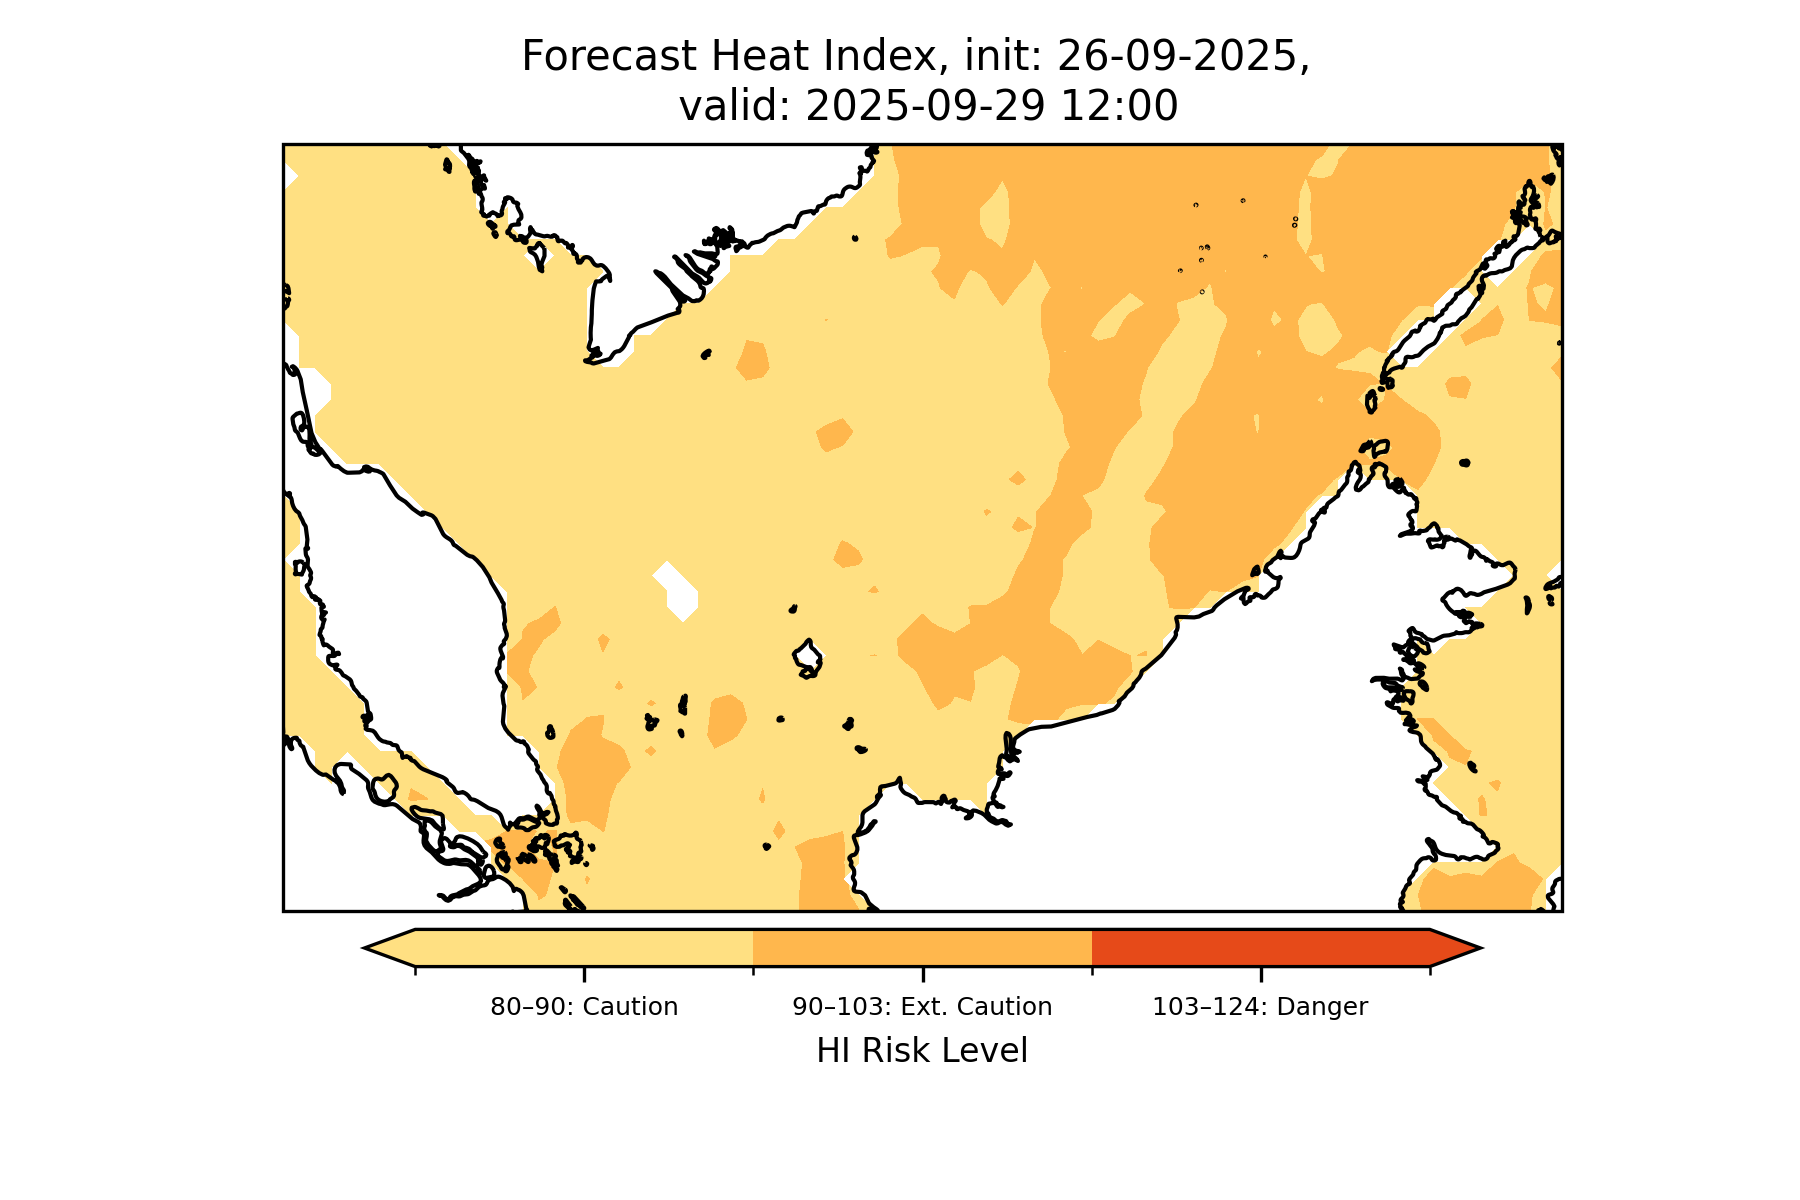 Forecast Heat Index, init: 26-09-2025,
valid: 2025-09-29 12:00
80–90: Caution
90–103: Ext. Caution
103–124: Danger
HI Risk Level